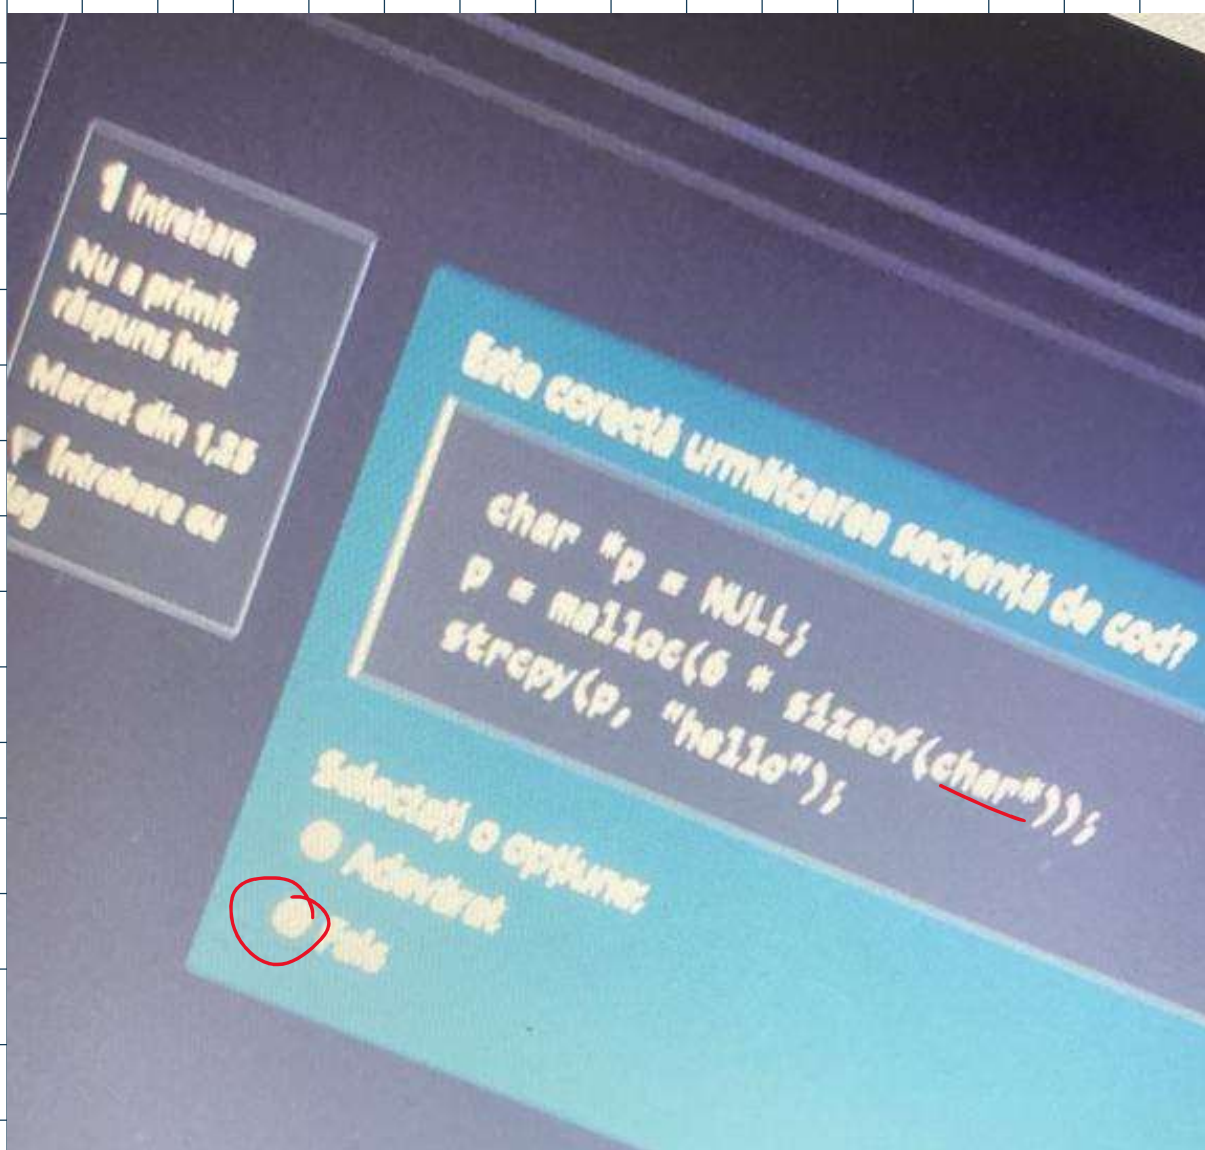 Întrebare
Nu a primit
răspuns încă
Marcat din 1,25
Întrebare cu
Este corectă următoarea secvență de cod?
char *p = NULL;
p = malloc(6 * sizeof(char*));
strcpy(p, "hello");
Selectați o opțiune:
Adevărat
Fals